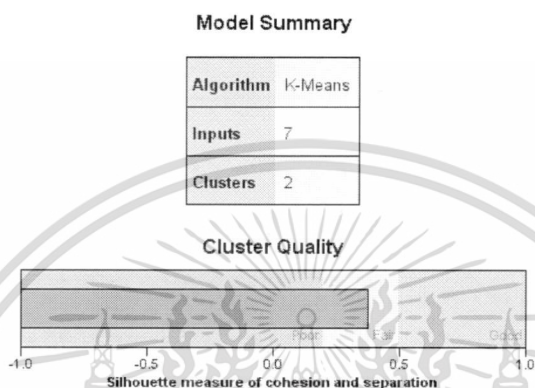 Model Summary
Algorithm K-Means
Inputs 7
Clusters 2
Cluster Quality
Poor Fair Good
-1.0 -0.5 0.0 0.5 1.0
Silhouette measure of cohesion and separation